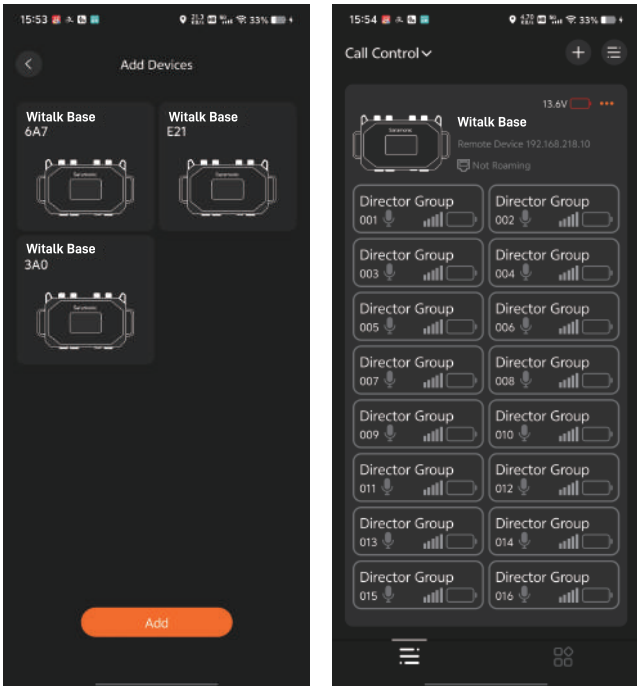 15:53
33%
Add Devices
Witalk Base
6A7
Saramonic
Witalk Base
E21
Saramonic
Witalk Base
3A0
Saramonic
Add
15:54
33%
Call Control
13.6V
Saramonic
Witalk Base
Remote Device 192.168.218.10
Not Roaming
Director Group
001
Director Group
002
Director Group
003
Director Group
004
Director Group
005
Director Group
006
Director Group
007
Director Group
008
Director Group
009
Director Group
010
Director Group
011
Director Group
012
Director Group
013
Director Group
014
Director Group
015
Director Group
016